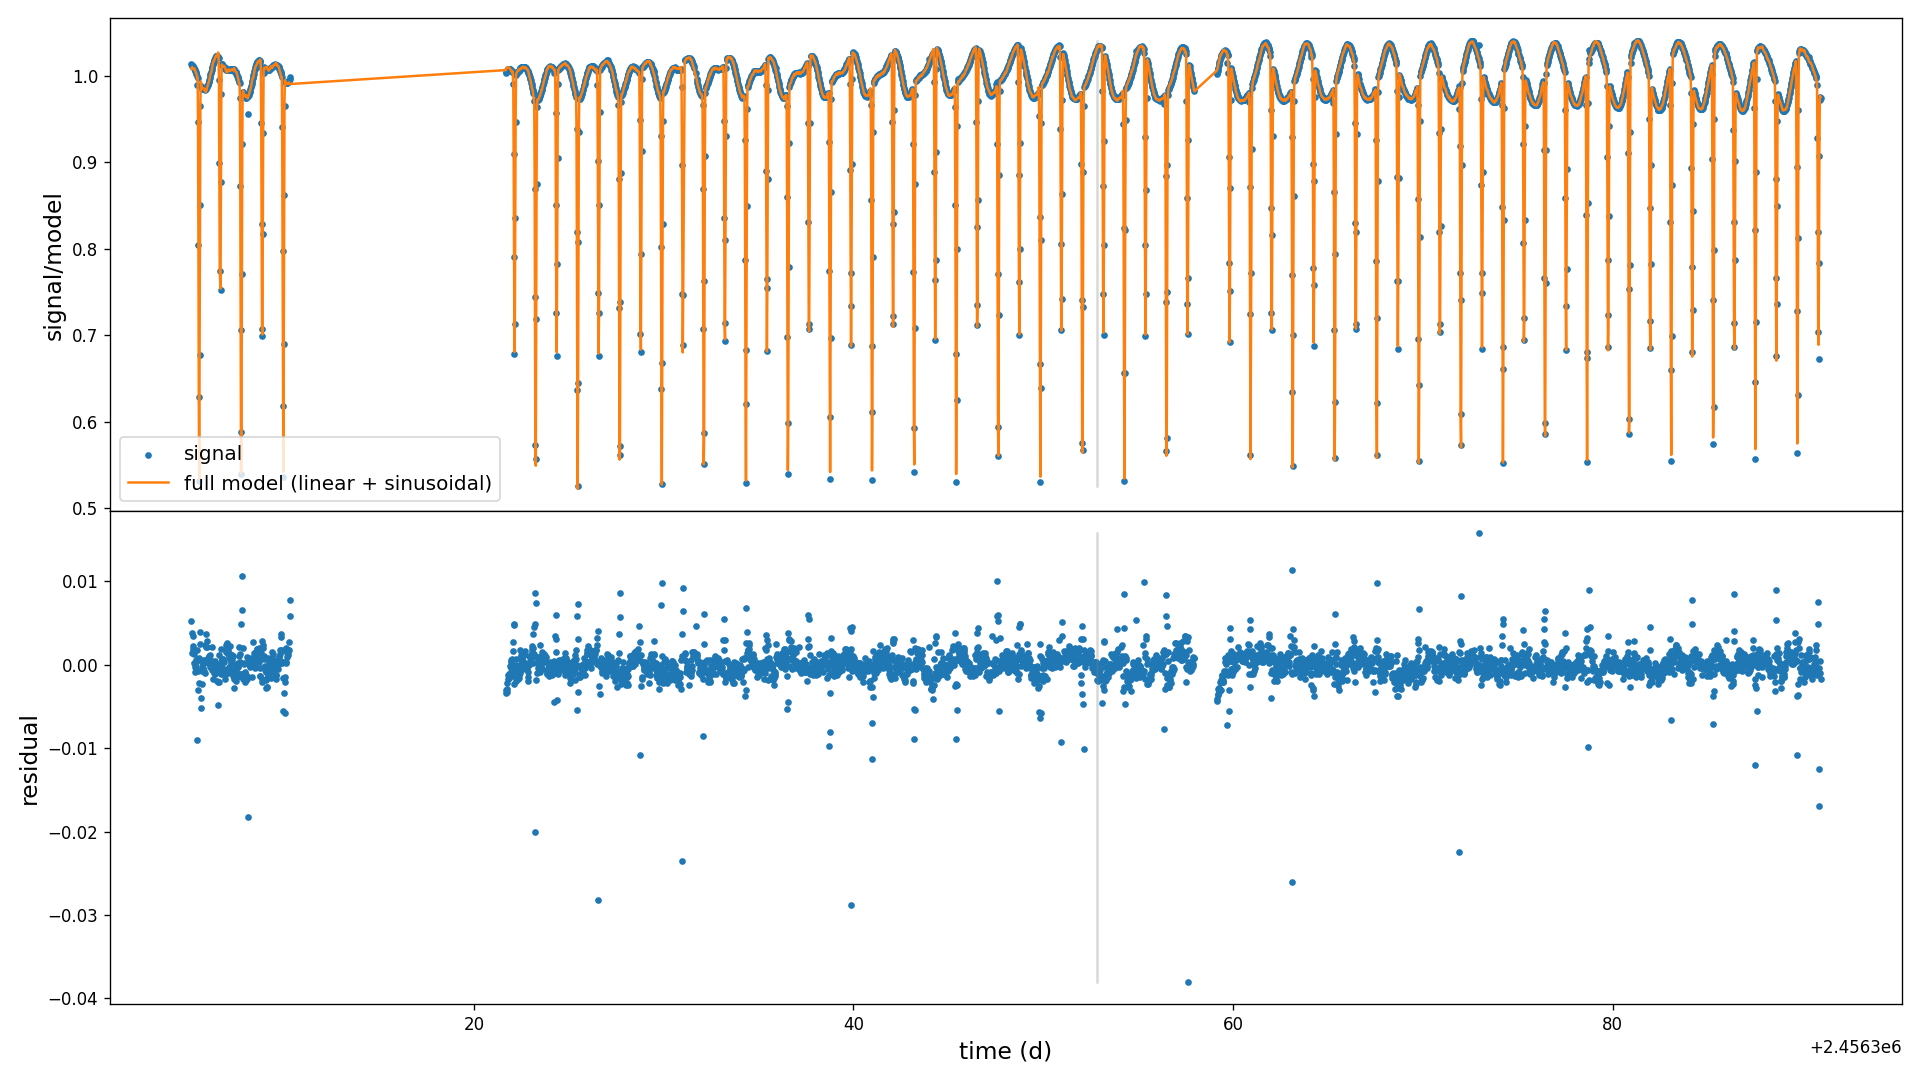 1.0
0.9
0.8
0.7
0.6
0.5
signal/model
signal
full model (linear + sinusoidal)
0.01
0.00
−0.01
−0.02
−0.03
−0.04
residual
20
40
60
80
time (d)
+2.4563e6